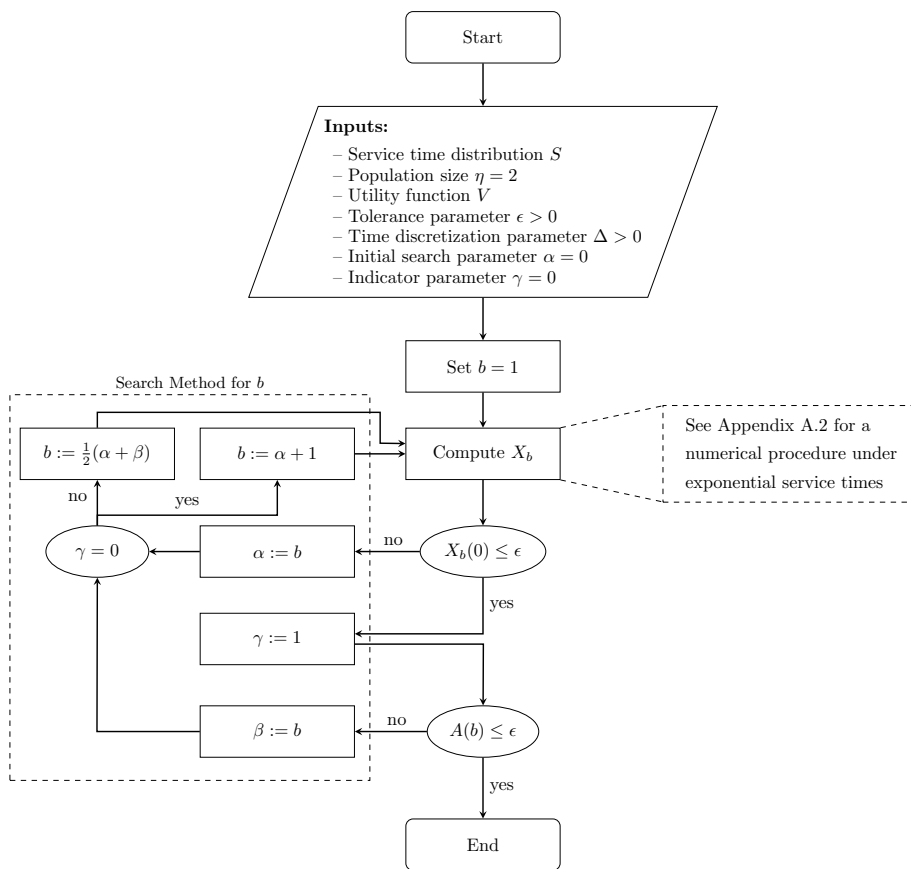 Start
Inputs:
– Service time distribution S
– Population size η = 2
– Utility function V
– Tolerance parameter ϵ > 0
– Time discretization parameter Δ > 0
– Initial search parameter α = 0
– Indicator parameter γ = 0
Set b = 1
Search Method for b
b := ½(α + β)
b := α + 1
Compute X_b
See Appendix A.2 for a
numerical procedure under
exponential service times
no
yes
γ = 0
α := b
no
X_b(0) ≤ ϵ
yes
γ := 1
β := b
no
A(b) ≤ ϵ
yes
End